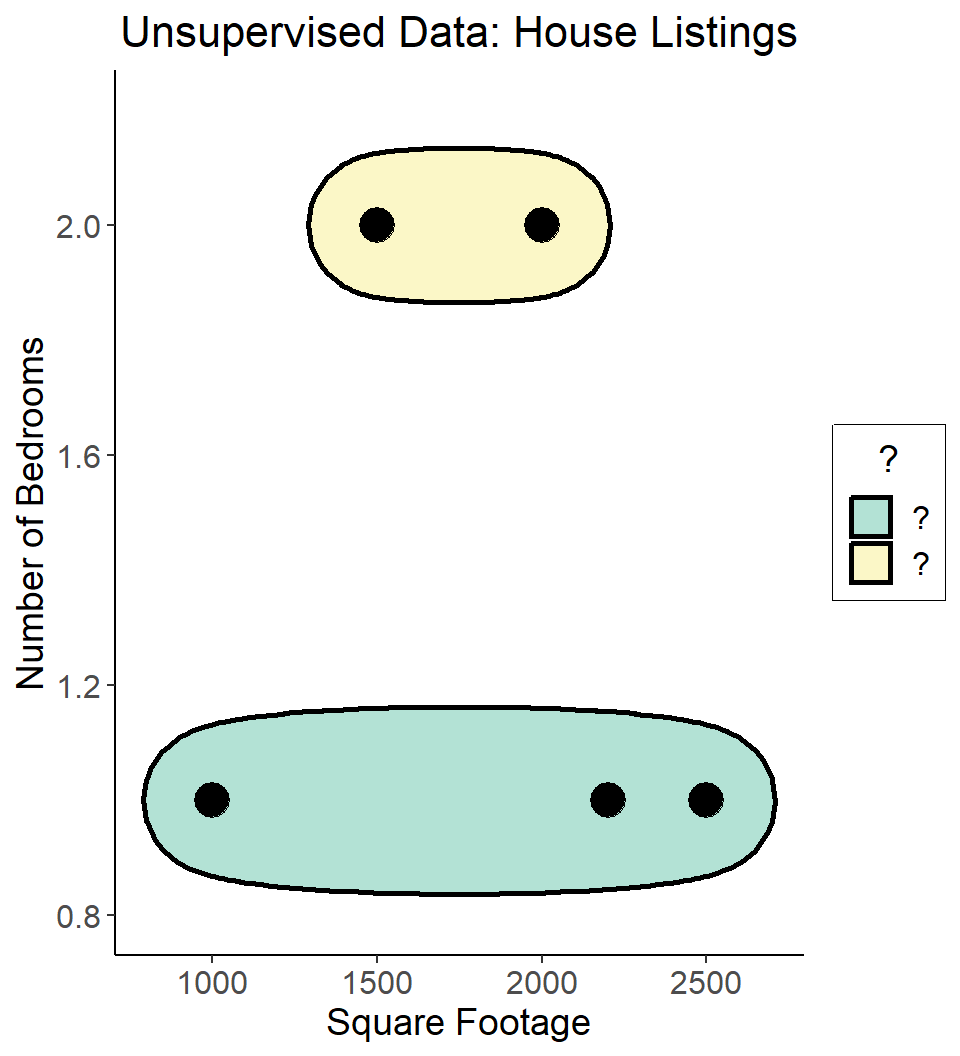 Unsupervised Data: House Listings
Number of Bedrooms
2.0
1.6
1.2
0.8
1000 1500 2000 2500
Square Footage
?
?
?